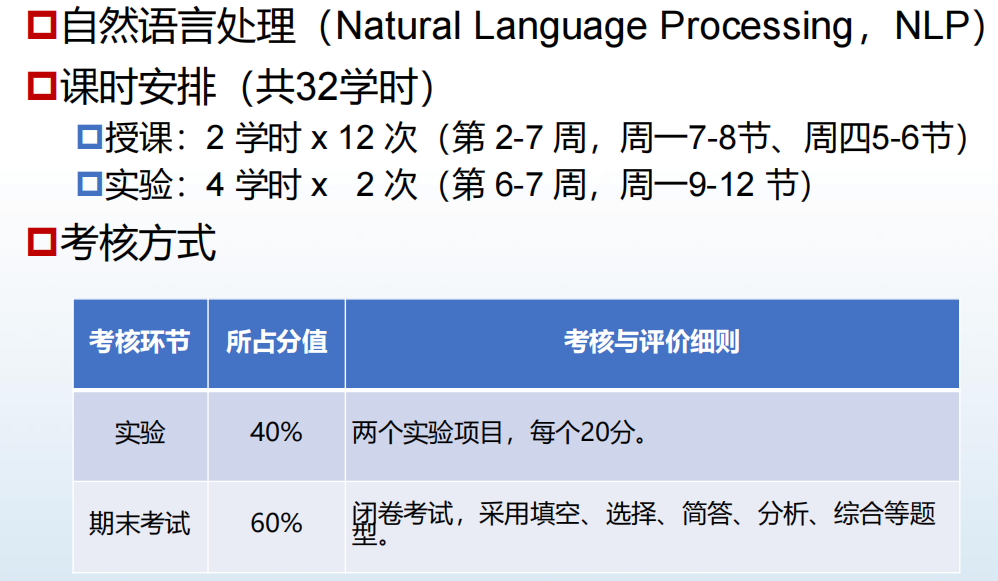 自然语言处理（Natural Language Processing，NLP）
课时安排（共32学时）
授课：2 学时 x 12 次（第 2-7 周，周一7-8节、周四5-6节）
实验：4 学时 x 2 次（第 6-7 周，周一9-12 节）
考核方式
考核环节 所占分值 考核与评价细则
实验 40% 两个实验项目，每个20分。
期末考试 60% 闭卷考试，采用填空、选择、简答、分析、综合等题
型。